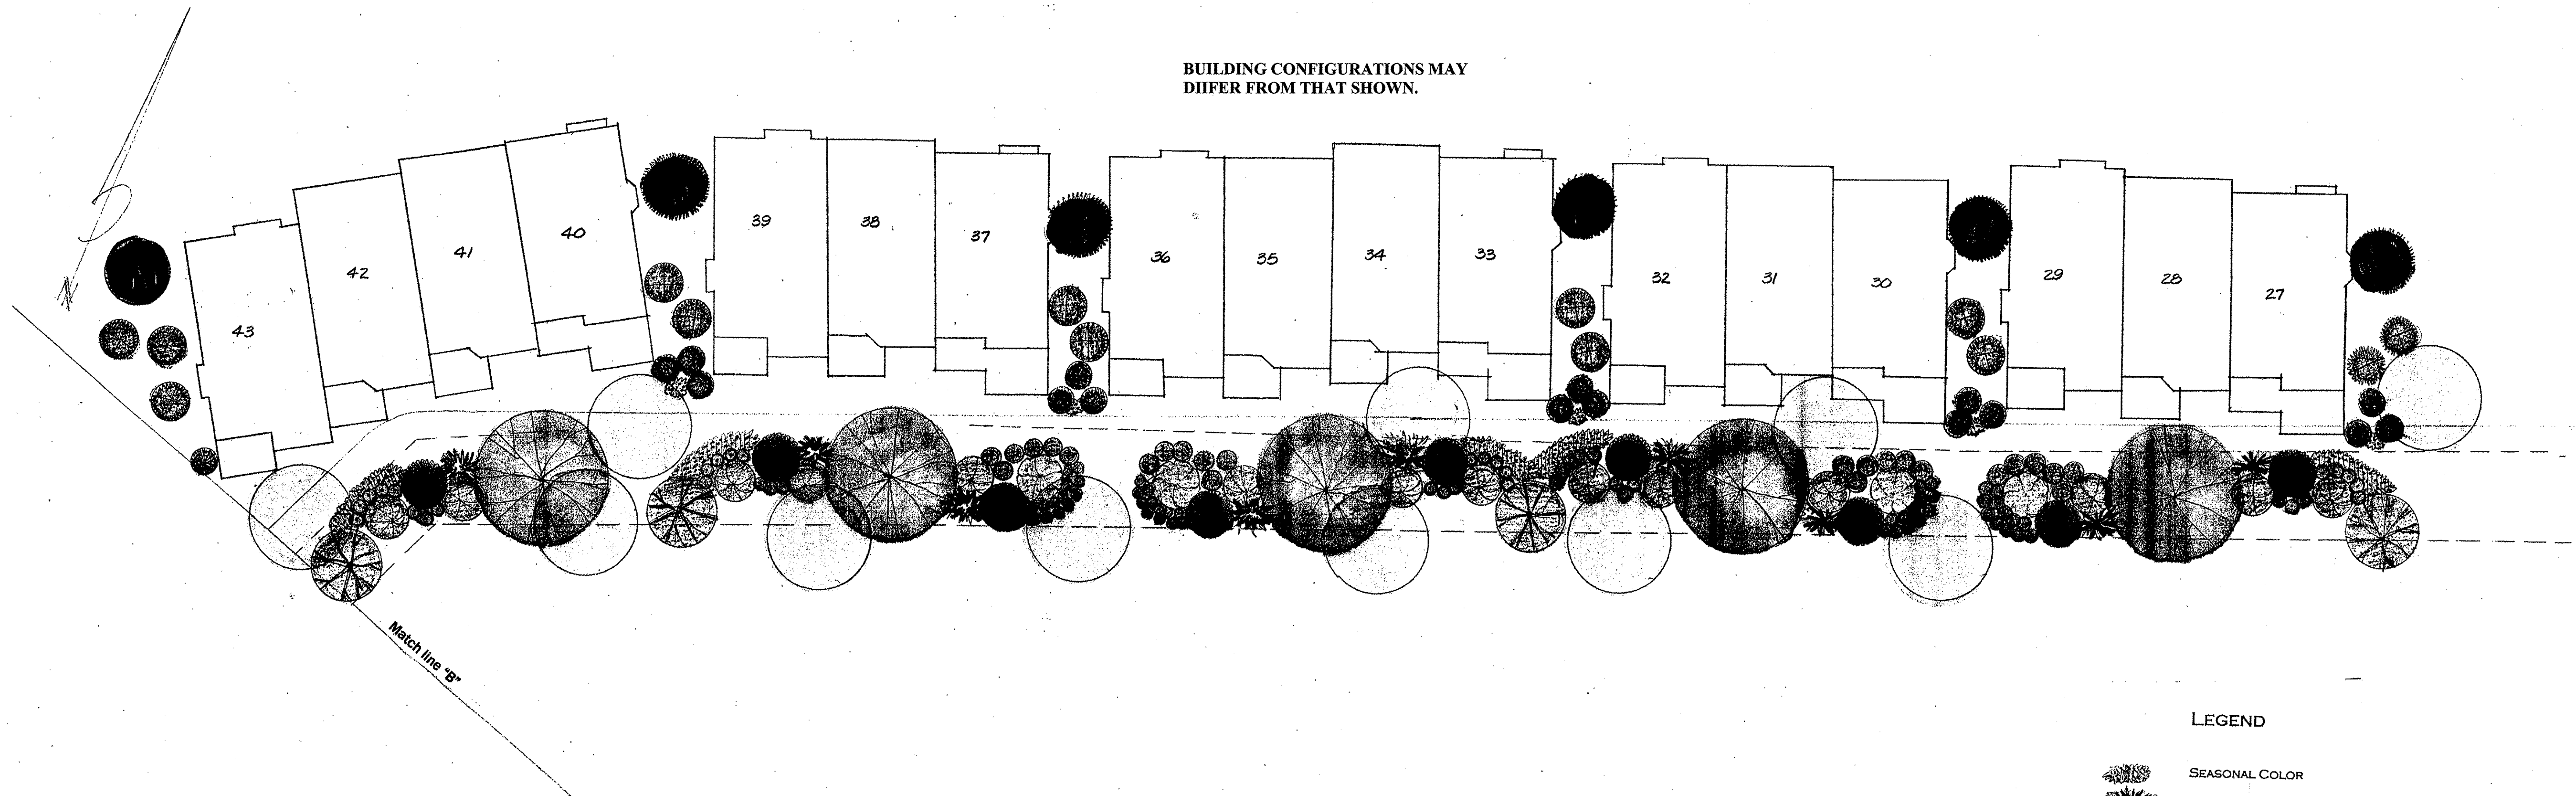 BUILDING CONFIGURATIONS MAY
DIIFER FROM THAT SHOWN.
N
43
42
41
40
39
38
37
36
35
34
33
32
31
30
29
28
27
Match line "B"
LEGEND
SEASONAL COLOR